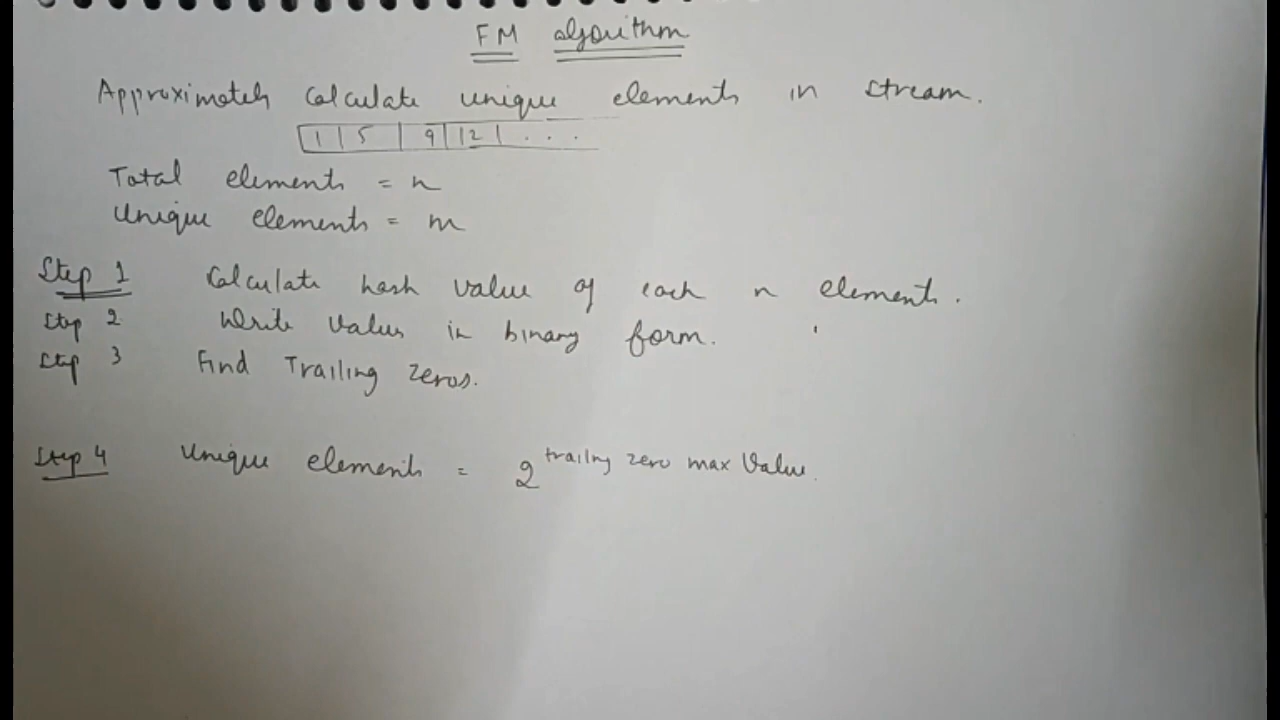 FM algorithm
Approximately calculate unique elements in stream.
1 5 9 12 . . .
Total elements = n
Unique elements = m
Step 1 Calculate hash value of each n elements.
Step 2 Write values in binary form.
Step 3 Find Trailing zeros.
Step 4 Unique elements = 2^trailing zero max value.